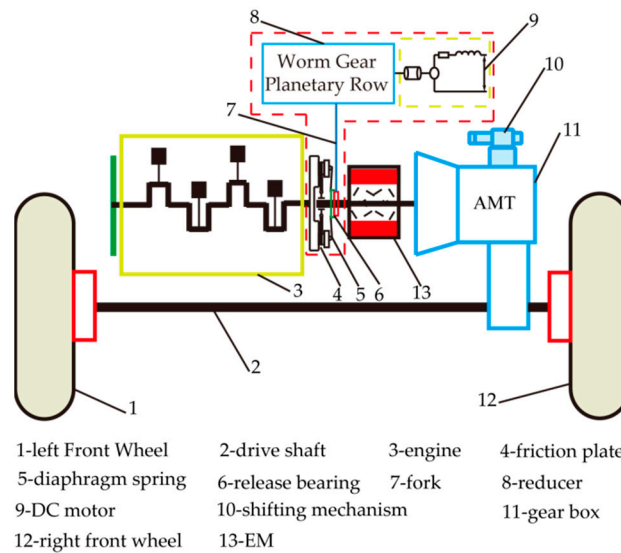 8
9
Worm Gear
Planetary Row
10
7
11
AMT
3
4
5
6
13
2
1
12
1-left Front Wheel 2-drive shaft 3-engine 4-friction plate
5-diaphragm spring 6-release bearing 7-fork 8-reducer
9-DC motor 10-shifting mechanism 11-gear box
12-right front wheel 13-EM